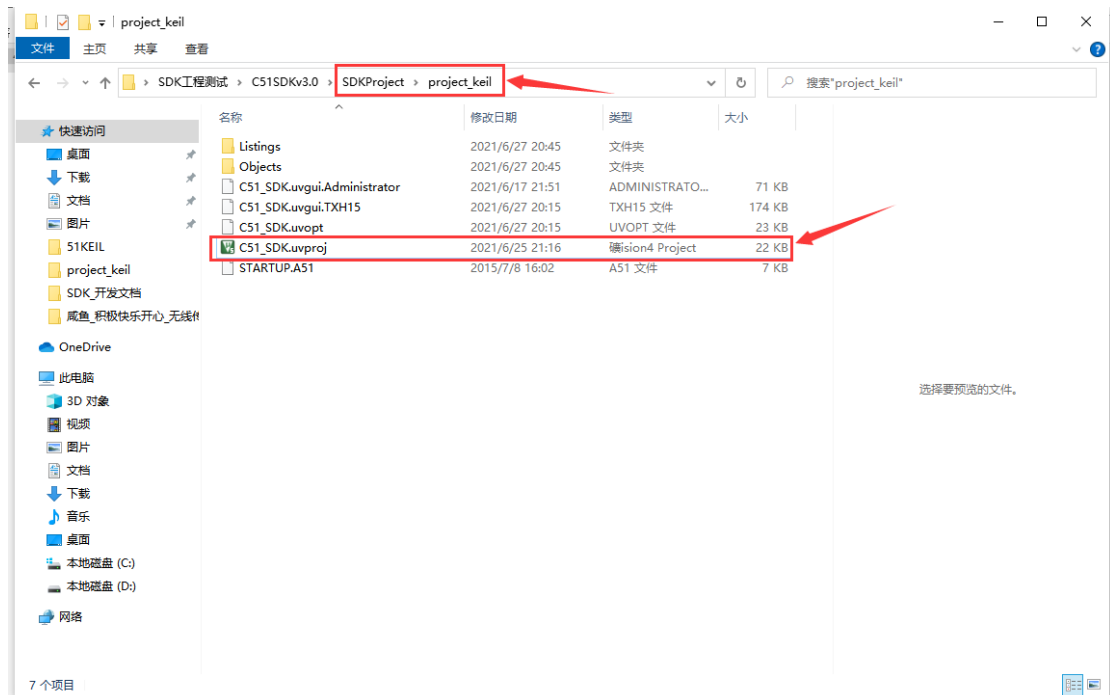 project_keil
文件 主页 共享 查看
SDK工程测试 › C51SDKv3.0 › SDKProject › project_keil
搜索"project_keil"
名称 修改日期 类型 大小
快速访问
桌面
下载
文档
图片
51KEIL
project_keil
SDK_开发文档
咸鱼_积极快乐开心_无线
OneDrive
此电脑
3D 对象
视频
图片
文档
下载
音乐
桌面
本地磁盘 (C:)
本地磁盘 (D:)
网络
Listings 2021/6/27 20:45 文件夹
Objects 2021/6/27 20:45 文件夹
C51_SDK.uvgui.Administrator 2021/6/17 21:51 ADMINISTRATO... 71 KB
C51_SDK.uvgui.TXH15 2021/6/27 20:15 TXH15 文件 174 KB
C51_SDK.uvopt 2021/6/27 20:15 UVOPT 文件 23 KB
C51_SDK.uvproj 2021/6/25 21:16 礦ision4 Project 22 KB
STARTUP.A51 2015/7/8 16:02 A51 文件 7 KB
选择要预览的文件。
7 个项目